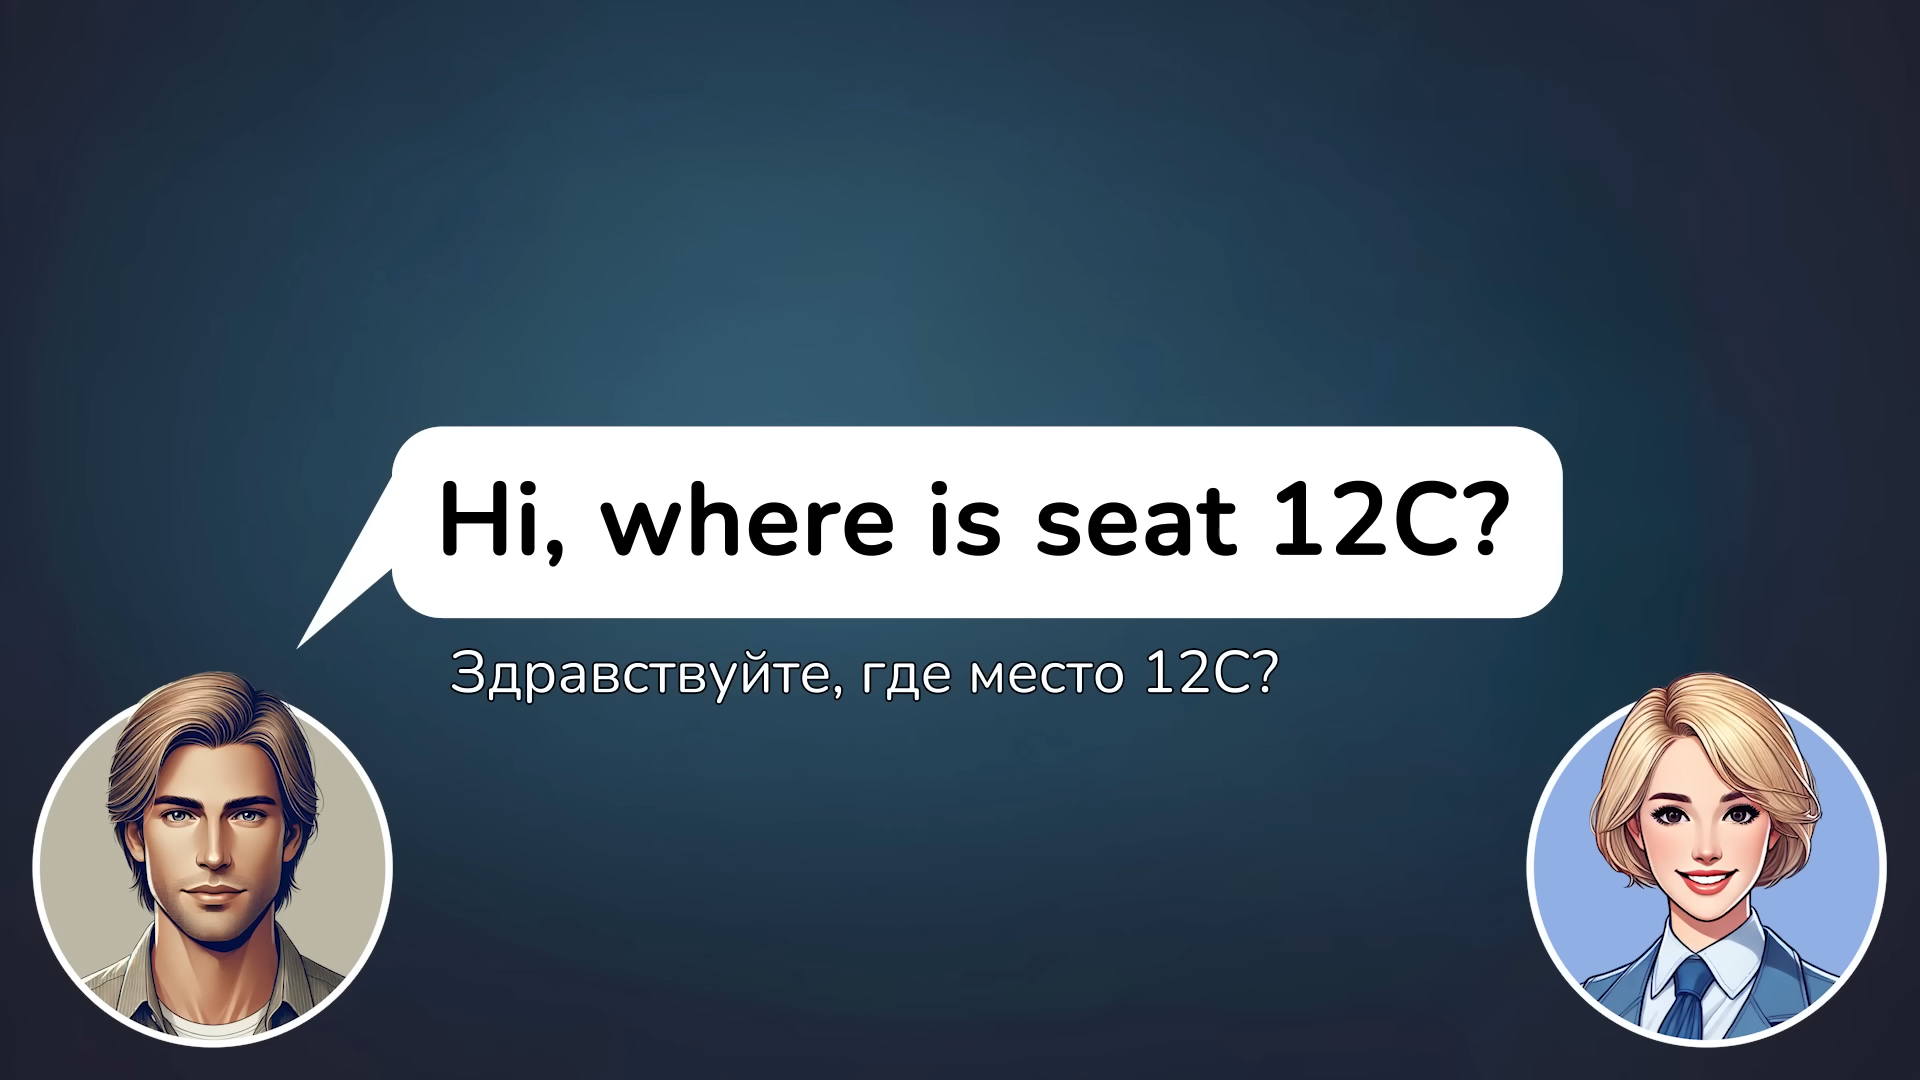 Hi, where is seat 12C?
Здравствуйте, где место 12C?